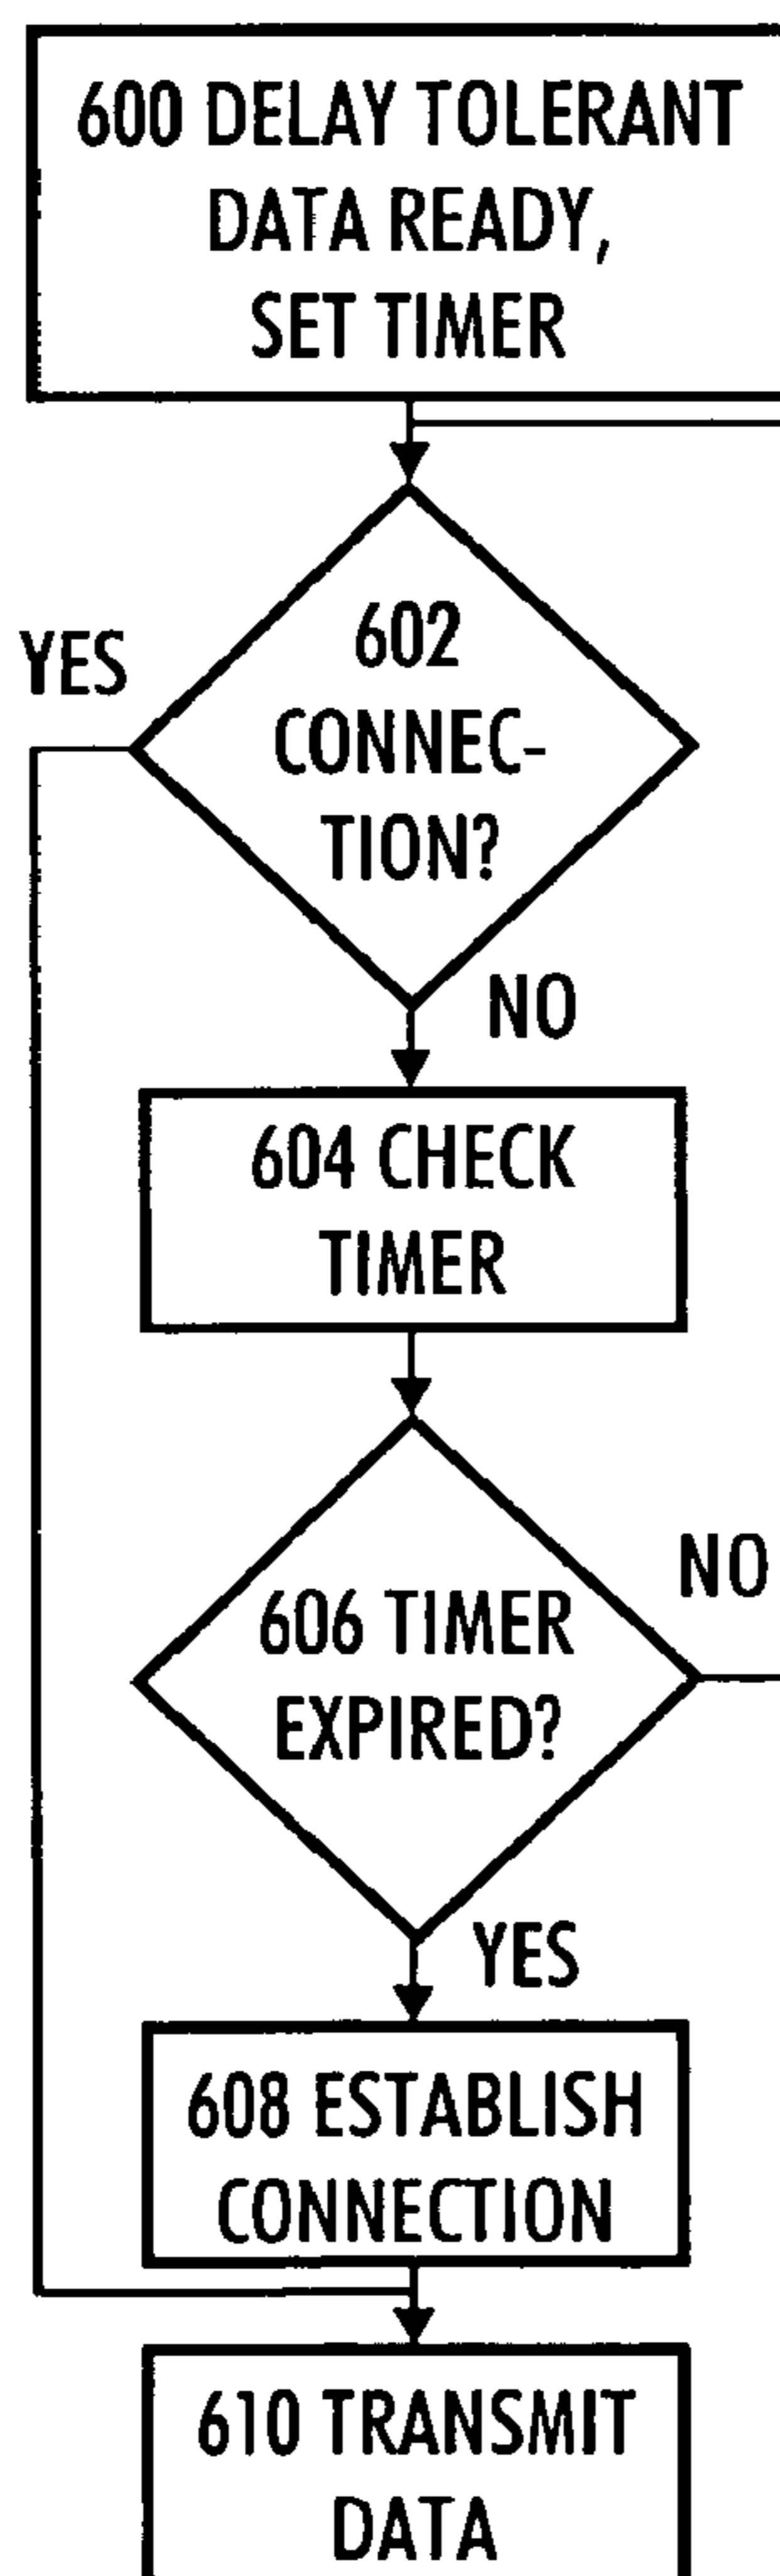 600 DELAY TOLERANT
DATA READY,
SET TIMER
YES
602
CONNEC-
TION?
NO
604 CHECK
TIMER
NO
606 TIMER
EXPIRED?
YES
608 ESTABLISH
CONNECTION
610 TRANSMIT
DATA